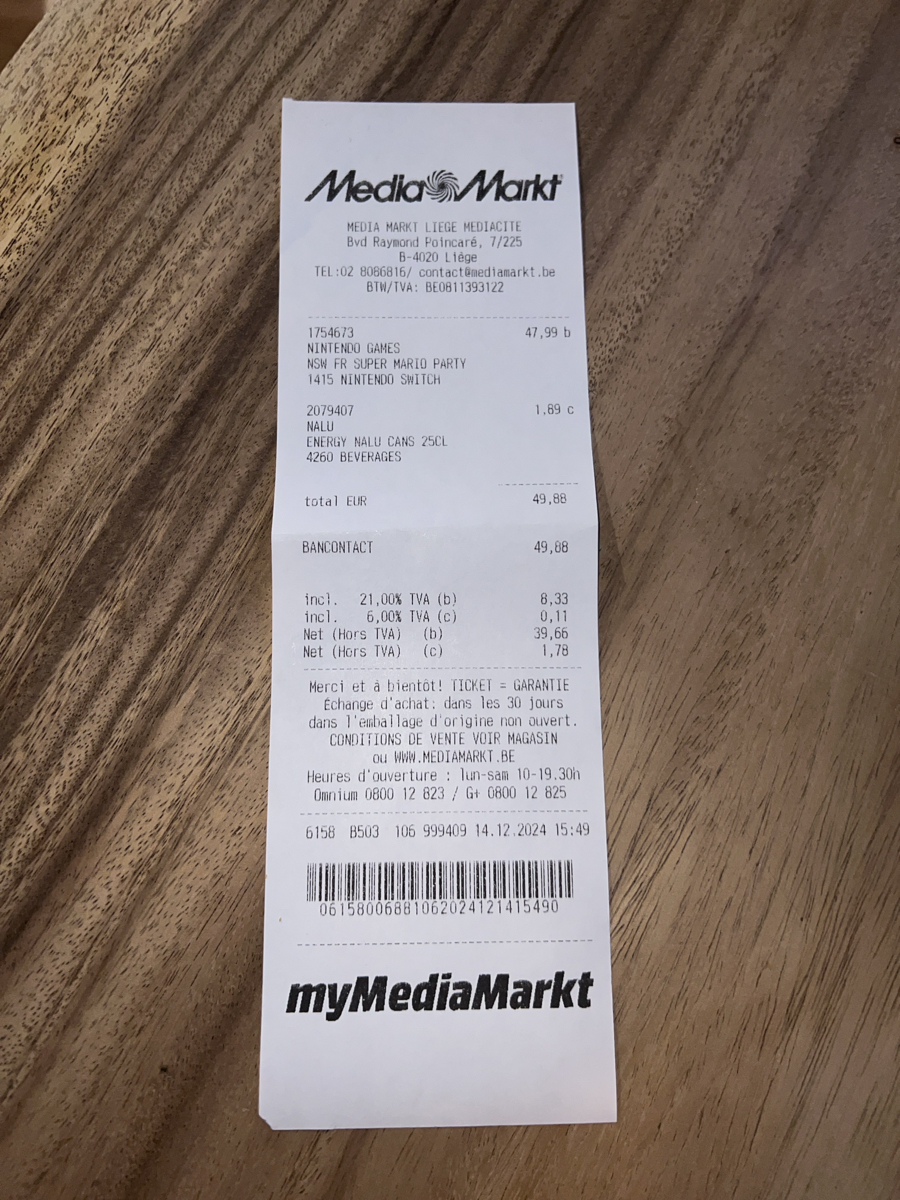 Media Markt
MEDIA MARKT LIEGE MEDIACITE
Bvd Raymond Poincaré, 7/225
B-4020 Liége
TEL:02 8086816/ contact@mediamarkt.be
BTW/TVA: BE0811393122
1754673 47,99 b
NINTENDO GAMES
NSW FR SUPER MARIO PARTY
1415 NINTENDO SWITCH
2079407 1,89 c
NALU
ENERGY NALU CANS 25CL
4260 BEVERAGES
total EUR 49,88
BANCONTACT 49,88
incl. 21,00% TVA (b) 8,33
incl. 6,00% TVA (c) 0,11
Net (Hors TVA) (b) 39,66
Net (Hors TVA) (c) 1,78
Merci et à bientôt! TICKET = GARANTIE
Échange d'achat: dans les 30 jours
dans l'emballage d'origine non ouvert.
CONDITIONS DE VENTE VOIR MAGASIN
ou WWW.MEDIAMARKT.BE
Heures d'ouverture : lun-sam 10-19.30h
Omnium 0800 12 823 / G+ 0800 12 825
6158 B503 106 999409 14.12.2024 15:49
06158006881062024121415490
myMediaMarkt